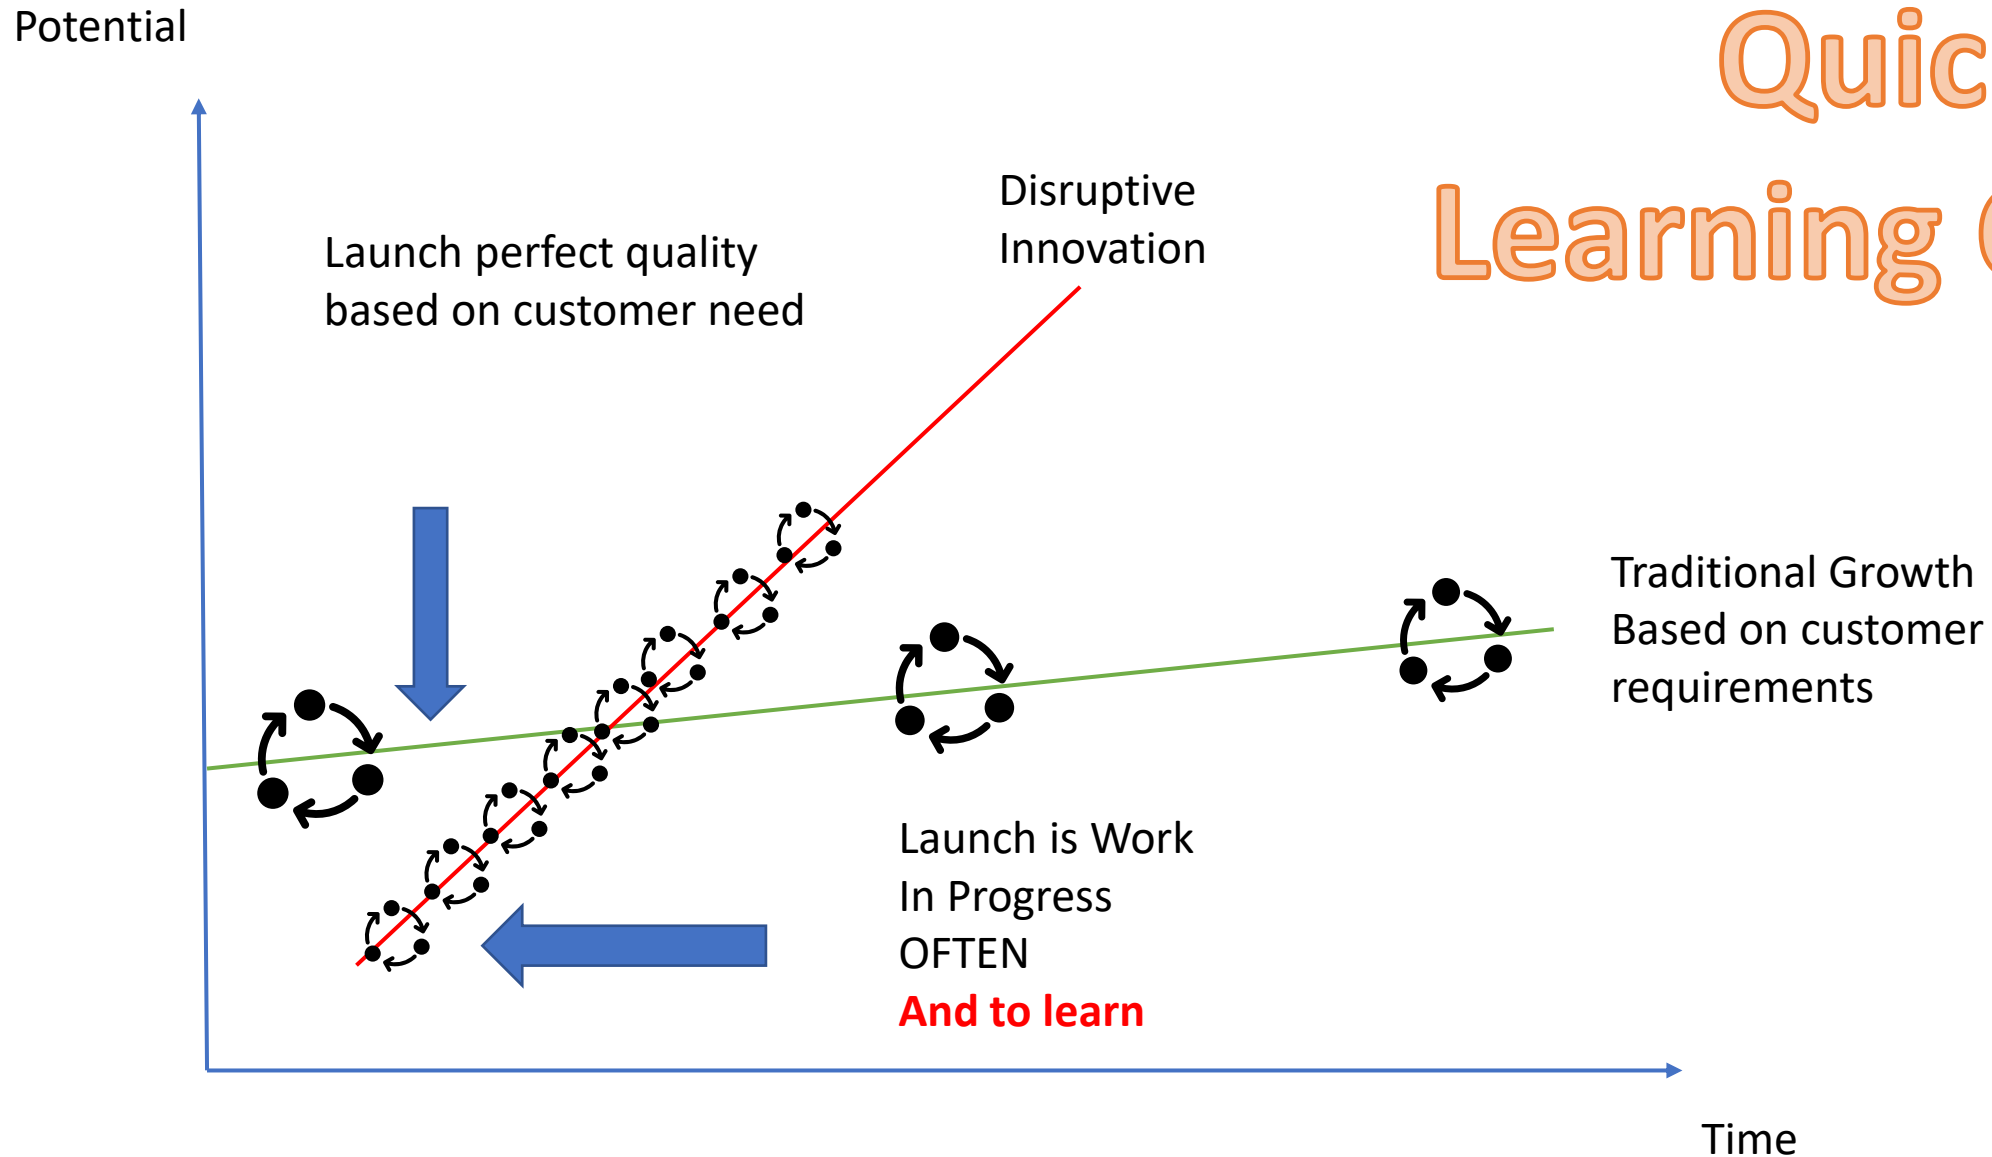 Potential
Quic
Learning
Disruptive
Innovation
Launch perfect quality
based on customer need
Traditional Growth
Based on customer
requirements
Launch is Work
In Progress
OFTEN
And to learn
Time